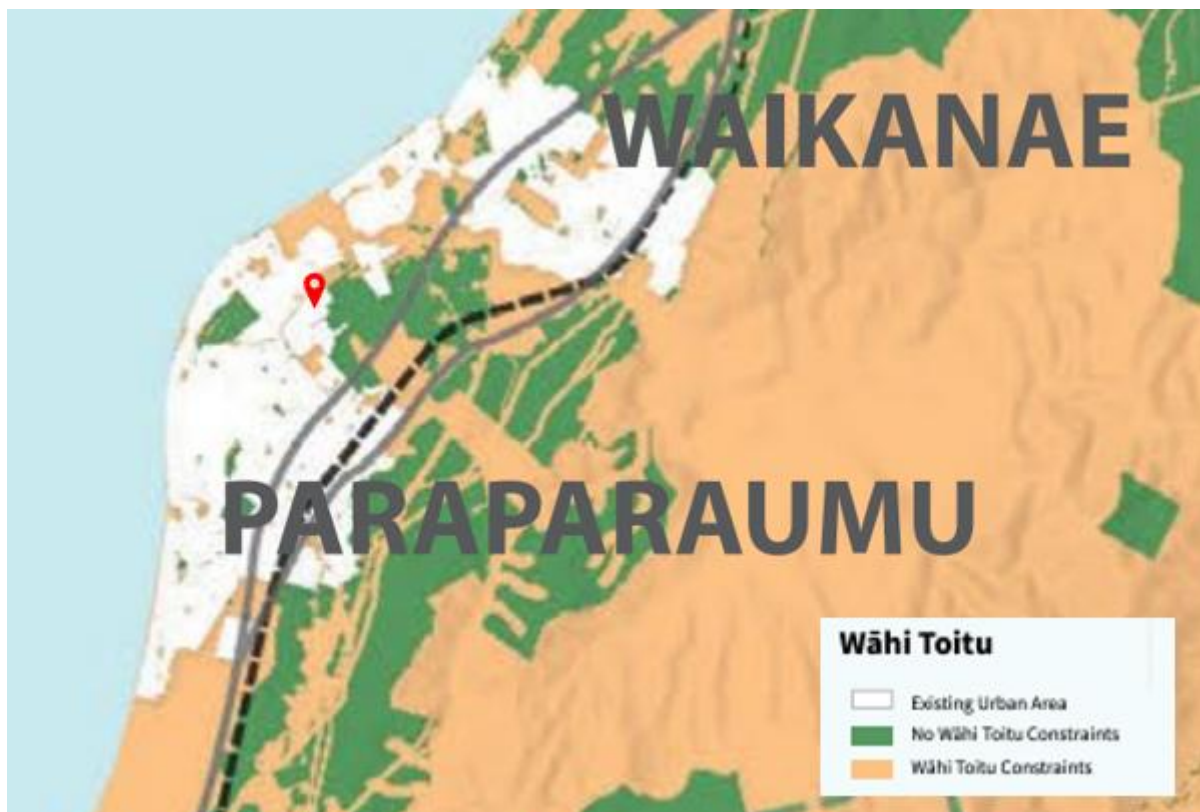 WAIKANAE
PARAPARAUMU
Wāhi Toitu
Existing Urban Area
No Wāhi Toitu Constraints
Wāhi Toitu Constraints